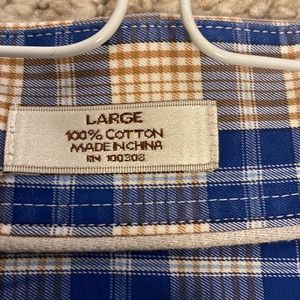 LARGE
100% COTTON
MADE IN CHINA
RN 100308